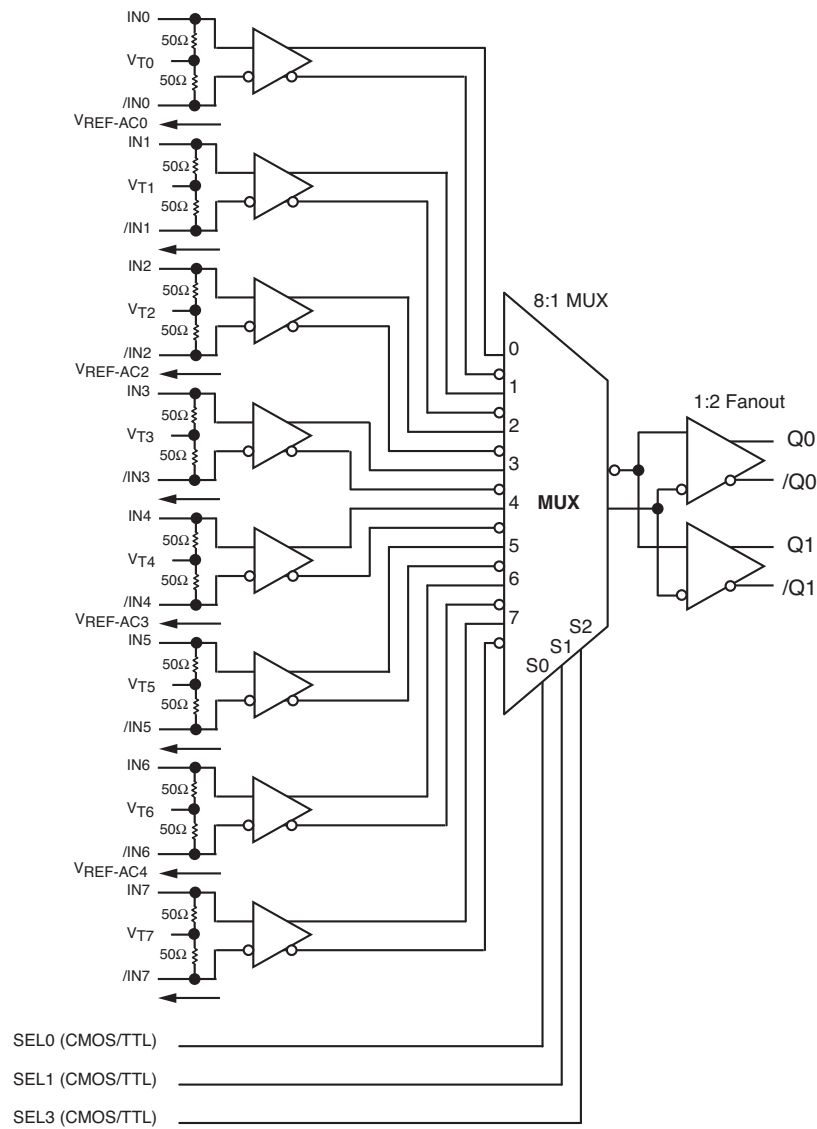 IN0
50Ω
VT0
50Ω
/IN0
VREF-AC0
IN1
50Ω
VT1
50Ω
/IN1
IN2
50Ω
VT2
50Ω
/IN2
VREF-AC2
IN3
50Ω
VT3
50Ω
/IN3
IN4
50Ω
VT4
50Ω
/IN4
VREF-AC3
IN5
50Ω
VT5
50Ω
/IN5
IN6
50Ω
VT6
50Ω
/IN6
VREF-AC4
IN7
50Ω
VT7
50Ω
/IN7
8:1 MUX
0
1
2
3
4
5
6
7
MUX
S0
S1
S2
1:2 Fanout
Q0
/Q0
Q1
/Q1
SEL0 (CMOS/TTL)
SEL1 (CMOS/TTL)
SEL3 (CMOS/TTL)